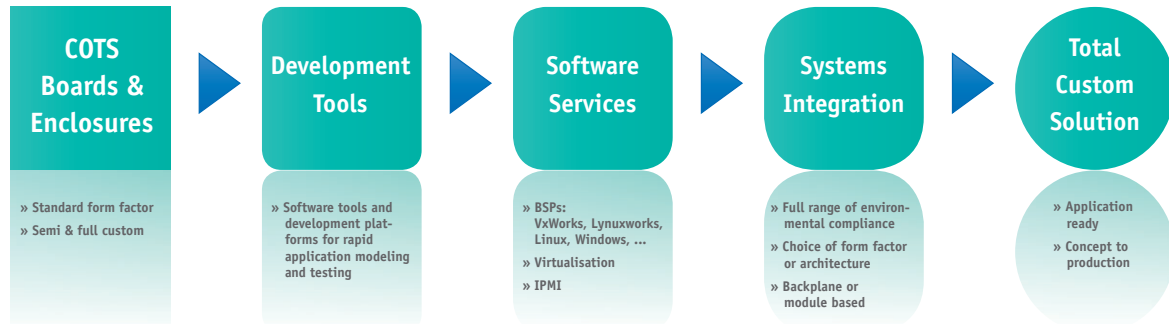 COTS
Boards &
Enclosures
» Standard form factor
» Semi & full custom
Development
Tools
» Software tools and
development plat-
forms for rapid
application modeling
and testing
Software
Services
» BSPs:
VxWorks, Lynuxworks,
Linux, Windows, ...
» Virtualisation
» IPMI
Systems
Integration
» Full range of environ-
mental compliance
» Choice of form factor
or architecture
» Backplane or
module based
Total
Custom
Solution
» Application
ready
» Concept to
production